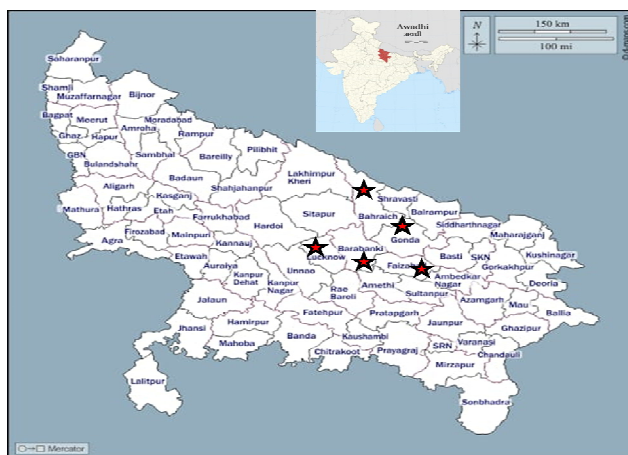 Awadhi
N
150 km
100 mi
Saharanpur
Shamli
Muzaffarnagar
Bijnor
Bagpat
Meerut
Moradabad
Amroha
Rampur
Ghaz
Hapur
Pilibhit
GBN
Sambhal
Bareilly
Bulandshahr
Lakhimpur
Kheri
Badaun
Aligarh
Shahjahanpur
Shravasti
Kasganj
Mathura
Hathras
Etah
Sitapur
Bahraich
Balrampur
Farrukhabad
Siddharthnagar
Hardoi
Maharajganj
Firozabad
Mainpuri
Agra
Kannauj
Gonda
Barabanki
Kushinagar
Etawah
Lucknow
Basti
SKN
Auraiya
Faizabad
Gorkakhpur
Unnao
Kanpur
Dehat
Kanpur
Nagar
Ambedkar
Nagar
Deoria
Rae
Bareli
Amethi
Sultanpur
Jalaun
Azamgarh
Mau
Fatehpur
Pratapgarh
Ballia
Hamirpur
Jaunpur
Ghazipur
Jhansi
Banda
Kaushambi
Mahoba
Varanasi
Chitrakoot
Prayagraj
SRN
Chandauli
Mirzapur
Lalitpur
Sonbhadra
Mercator